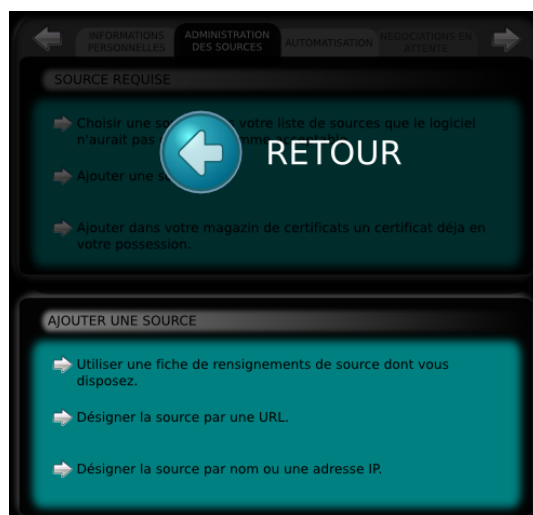 INFORMATIONS PERSONNELLES
ADMINISTRATION DES SOURCES
AUTOMATISATION
NEGOCIATIONS EN ATTENTE
SOURCE REQUISE
Choisir une votre liste de sources que le logiciel
n'aurait pas acceptable.
Ajouter une
RETOUR
Ajouter dans votre magazin de certificats un certificat déja en
votre possession.
AJOUTER UNE SOURCE
Utiliser une fiche de rensignements de source dont vous
disposez.
Désigner la source par une URL.
Désigner la source par nom ou une adresse IP.